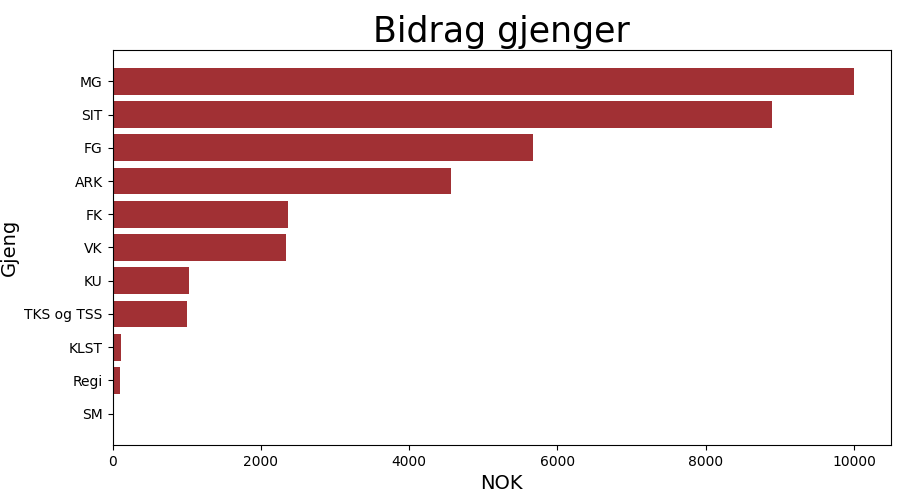 Bidrag gjenger
MG
SIT
FG
ARK
FK
VK
KU
TKS og TSS
KLST
Regi
SM
Gjeng
0 2000 4000 6000 8000 10000
NOK